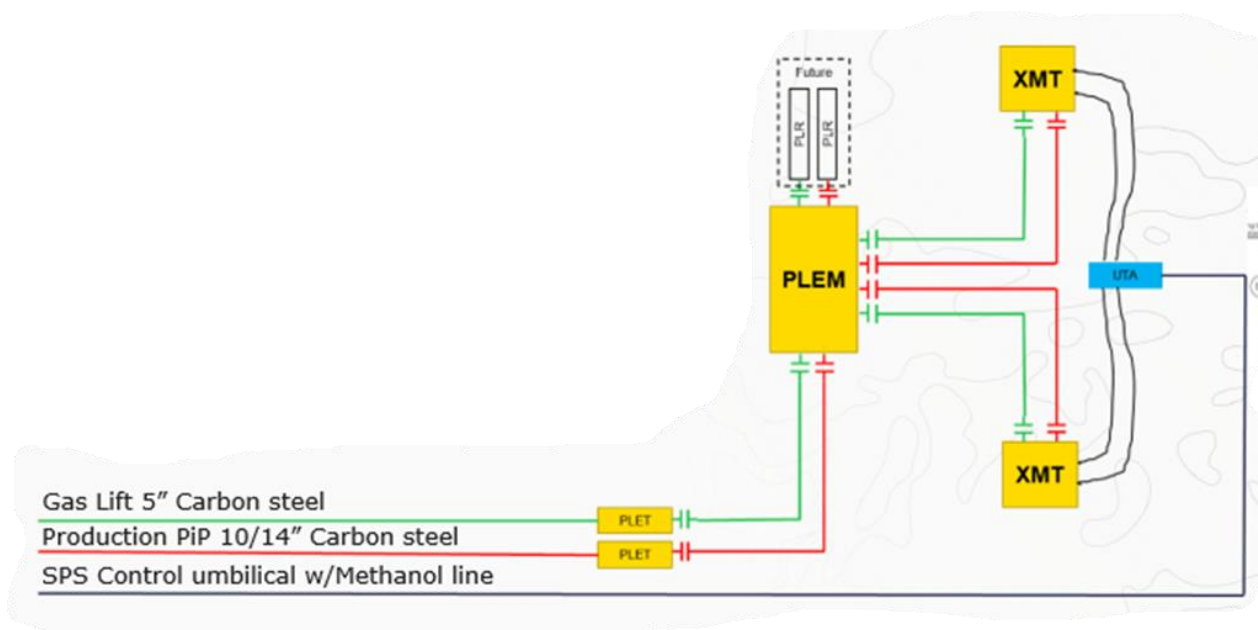 Future
PLR
PLR
XMT
PLEM
UTA
XMT
Gas Lift 5″ Carbon steel
PLET
Production PiP 10/14″ Carbon steel
PLET
SPS Control umbilical w/Methanol line